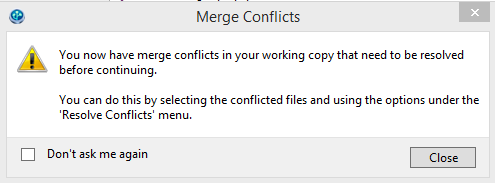 Merge Conflicts
You now have merge conflicts in your working copy that need to be resolved
before continuing.
You can do this by selecting the conflicted files and using the options under the
'Resolve Conflicts' menu.
Don't ask me again
Close